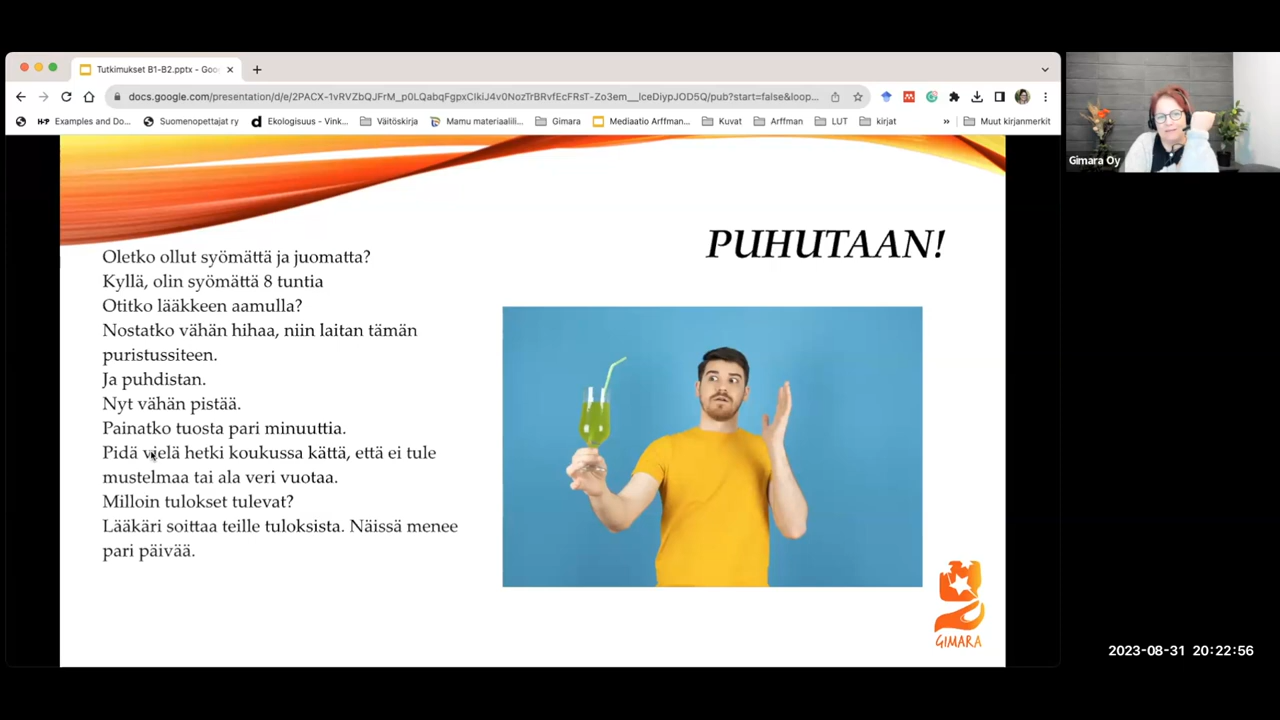 Tutkimukset B1-B2.pptx - Goo
docs.google.com/presentation/d/e/2PACX-1vRVZbQJFrM_p0LQabqFgpxCIkiJ4v0NozTrBRvfEcFRsT-Zo3em__lceDiypJOD5Q/pub?start=false&loop...
Examples and Do... Suomenopettajat ry Ekologisuus - Vink... Väitöskirja Mamu materiaalili... Gimara Mediaatio Arffman... Kuvat Arffman LUT kirjat » Muut kirjanmerkit
Gimara Oy
PUHUTAAN!
Oletko ollut syömättä ja juomatta?
Kyllä, olin syömättä 8 tuntia
Otitko lääkkeen aamulla?
Nostatko vähän hihaa, niin laitan tämän
puristussiteen.
Ja puhdistan.
Nyt vähän pistää.
Painatko tuosta pari minuuttia.
Pidä vielä hetki koukussa kättä, että ei tule
mustelmaa tai ala veri vuotaa.
Milloin tulokset tulevat?
Lääkäri soittaa teille tuloksista. Näissä menee
pari päivää.
GIMARA
2023-08-31 20:22:56